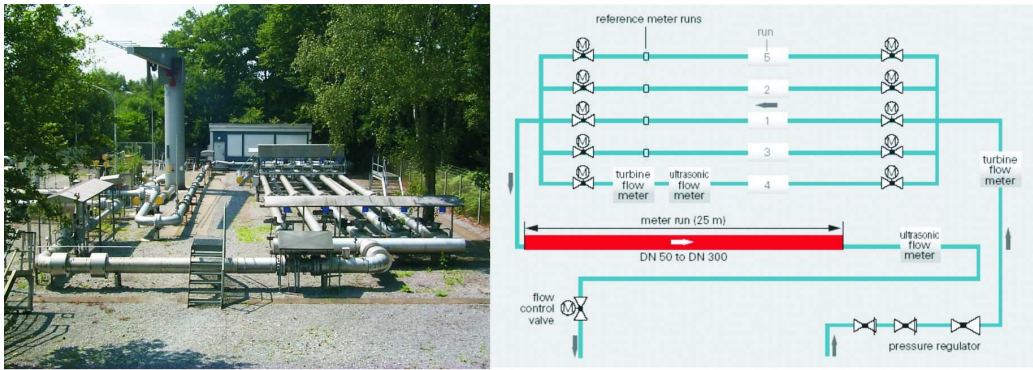 reference meter runs
run
M
M
5
M
M
2
M
M
1
M
M
3
turbine
flow
meter
M
M
turbine
flow
meter
ultrasonic
flow
meter
4
meter run (25 m)
ultrasonic
flow
meter
DN 50 to DN 300
flow
control
valve
M
pressure regulator